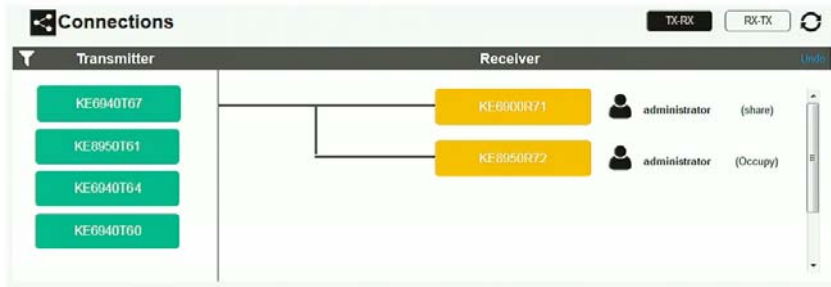 Connections
TX-RX
RX-TX
Transmitter
Receiver
Undo
KE6940T67
KE6900R71
administrator
(share)
KE8950T61
KE8950R72
administrator
(Occupy)
KE6940T64
KE6940T60